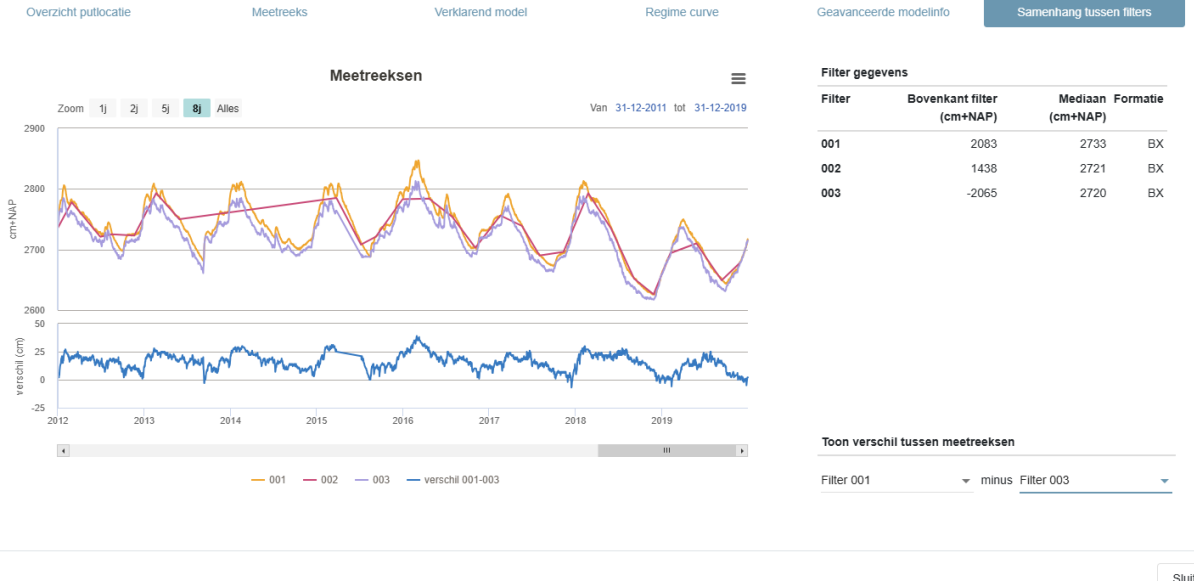 Overzicht putlocatie Meetreeks Verklarend model Regime curve Geavanceerde modelinfo Samenhang tussen filters
Meetreeksen
Zoom 1j 2j 5j 8j Alles Van 31-12-2011 tot 31-12-2019
2900
2800
2700
2600
cm+NAP
50
25
0
-25
verschil (cm)
2012 2013 2014 2015 2016 2017 2018 2019
001 002 003 verschil 001-003
Filter gegevens
Filter Bovenkant filter (cm+NAP) Mediaan (cm+NAP) Formatie
001 2083 2733 BX
002 1438 2721 BX
003 -2065 2720 BX
Toon verschil tussen meetreeksen
Filter 001 minus Filter 003
Sluit